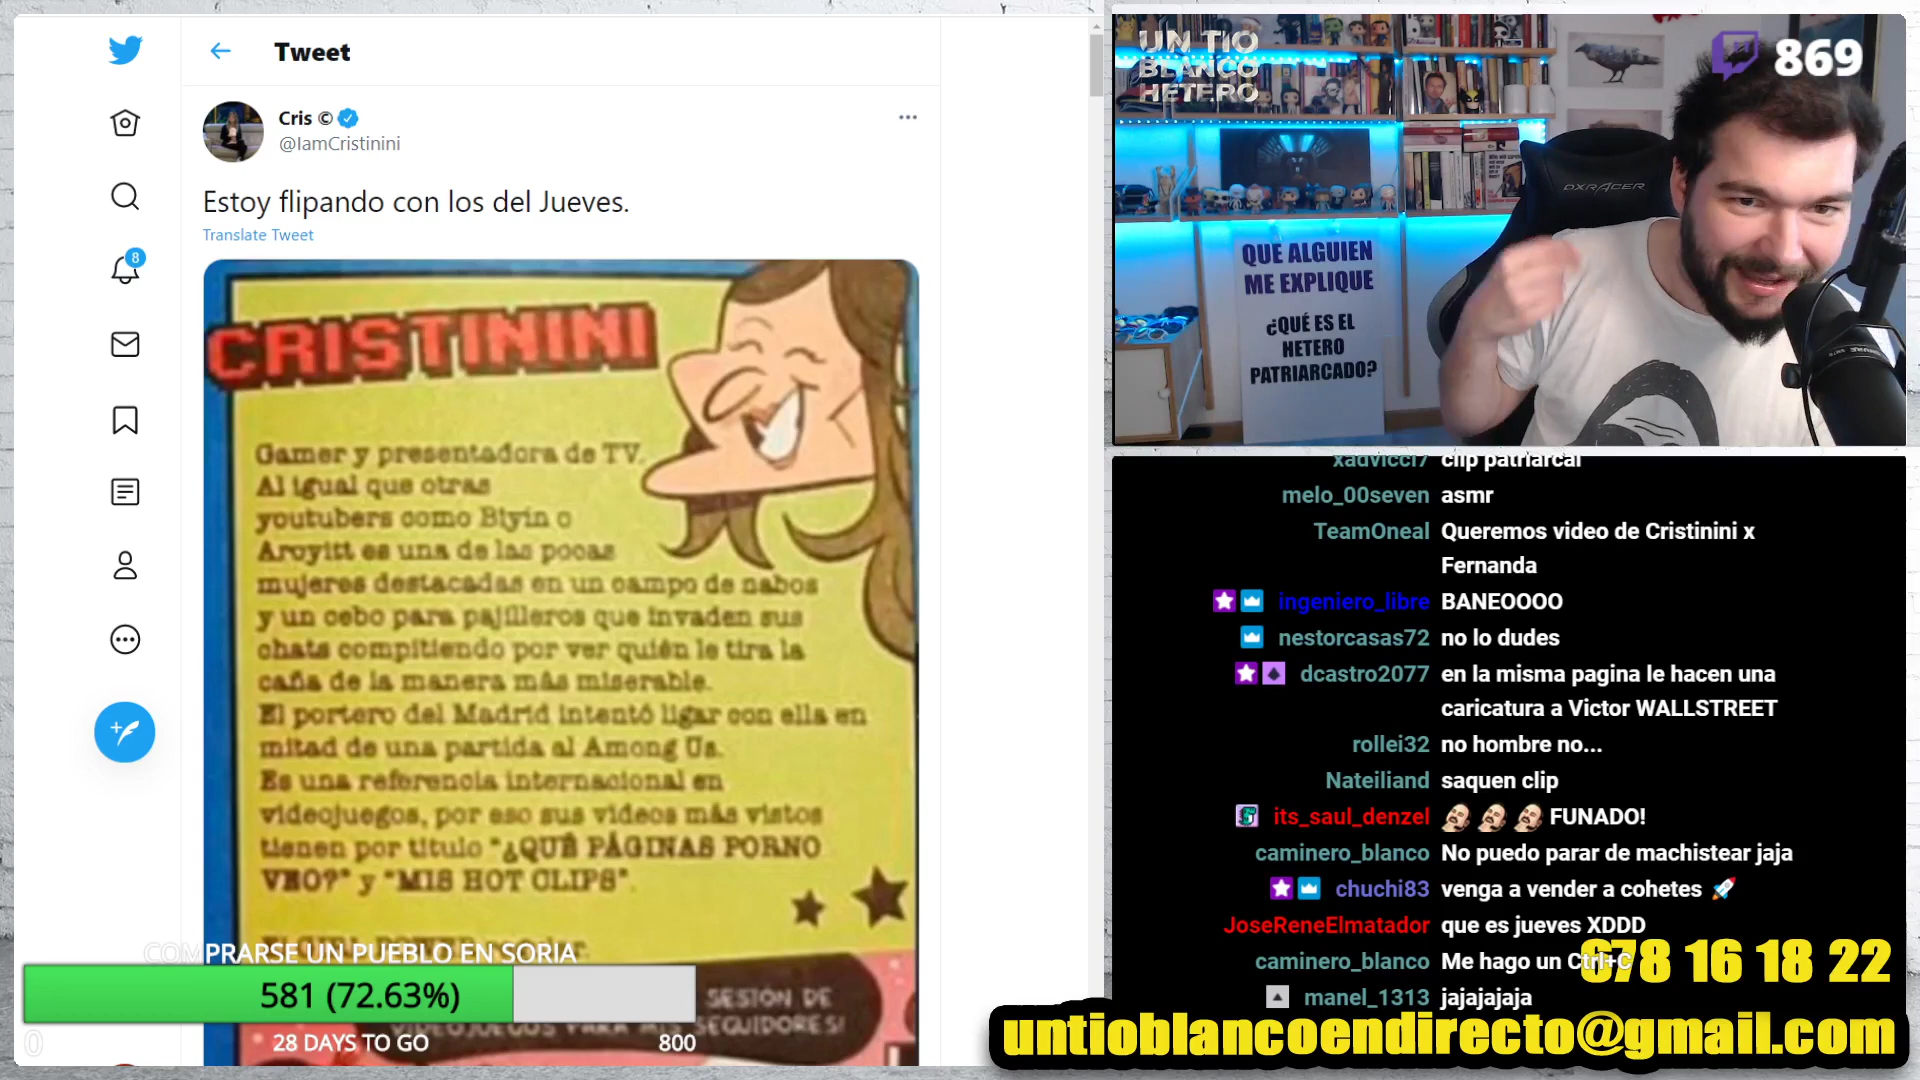 Tweet
Cris ©
@IamCristinini
Estoy flipando con los del Jueves.
Translate Tweet
8
CRISTININI
Gamer y presentadora de TV.
Al igual que otras
youtubers como Biyín o
Aroyitt es una de las pocas
mujeres destacadas en un campo de nabos
y un cebo para pajilleros que invaden sus
chats compitiendo por ver quién le tira la
caña de la manera más miserable.
El portero del Madrid intentó ligar con ella en
mitad de una partida al Among Us.
Es una referencia internacional en
videojuegos, por eso sus videos más vistos
tienen por título "¿QUÉ PÁGINAS PORNO
VEO?" y "MIS HOT CLIPS".
COMPRARSE UN PUEBLO EN SORIA
581 (72.63%)
0
28 DAYS TO GO
800
SESIÓN DE
VIDEOJUEGOS PARA MIS SEGUIDORES!
UN TIO
BLANCO
HETERO
869
DXRACER
QUE ALGUIEN
ME EXPLIQUE
¿QUÉ ES EL
HETERO
PATRIARCADO?
xadvicci7 clip patriarcal
melo_00seven asmr
TeamOneal Queremos video de Cristinini x
Fernanda
ingeniero_libre BANEOOOO
nestorcasas72 no lo dudes
dcastro2077 en la misma pagina le hacen una
caricatura a Victor WALLSTREET
rollei32 no hombre no...
Nateiliand saquen clip
its_saul_denzel FUNADO!
caminero_blanco No puedo parar de machistear jaja
chuchi83 venga a vender a cohetes 🚀
JoseReneElmatador que es jueves XDDD
caminero_blanco Me hago un Ctrl+C
manel_1313 jajajajaja
678 16 18 22
untioblancoendirecto@gmail.com